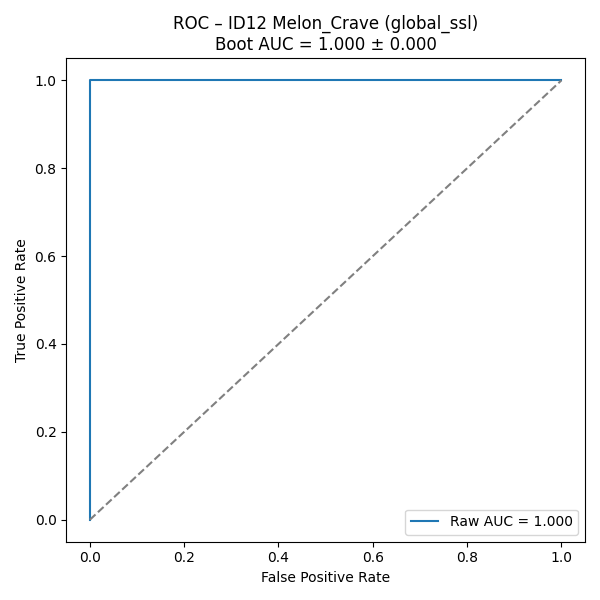 ROC – ID12 Melon_Crave (global_ssl)
Boot AUC = 1.000 ± 0.000
True Positive Rate
1.0
0.8
0.6
0.4
0.2
0.0
Raw AUC = 1.000
0.0 0.2 0.4 0.6 0.8 1.0
False Positive Rate